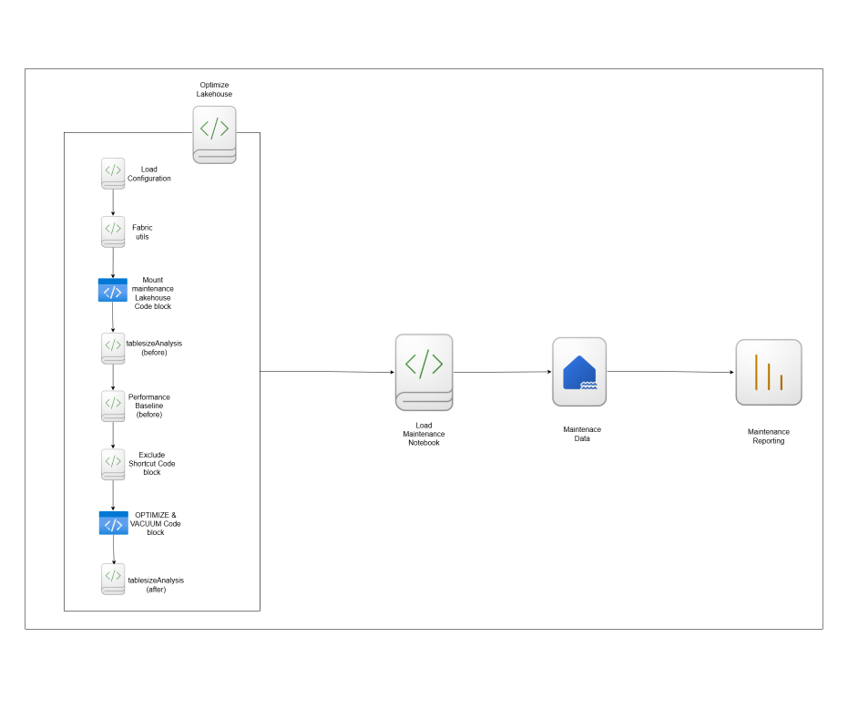 Optimize
Lakehouse
Load
Configuration
Fabric
utils
Mount
maintenance
Lakehouse
Code block
tablesizeAnalysis
(before)
Performance
Baseline
(before)
Exclude
Shortcut Code
block
OPTIMIZE &
VACUUM Code
block
tablesizeAnalysis
(after)
Load
Maintenance
Notebook
Maintenace
Data
Maintenance
Reporting